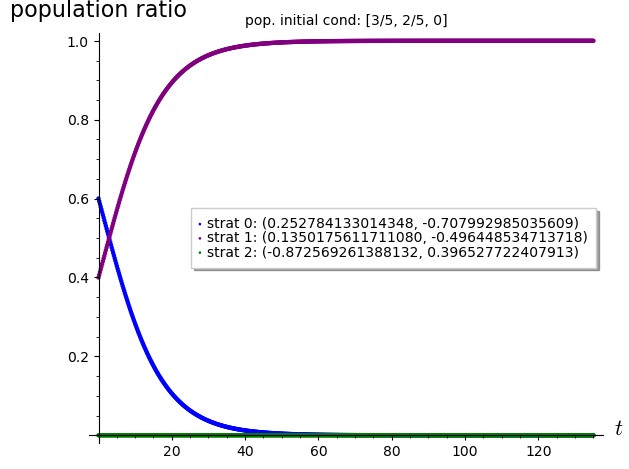 population ratio
pop. initial cond: [3/5, 2/5, 0]
1.0
0.8
0.6
0.4
0.2
strat 0: (0.252784133014348, -0.707992985035609)
strat 1: (0.1350175611711080, -0.496448534713718)
strat 2: (-0.872569261388132, 0.396527722407913)
20 40 60 80 100 120
t